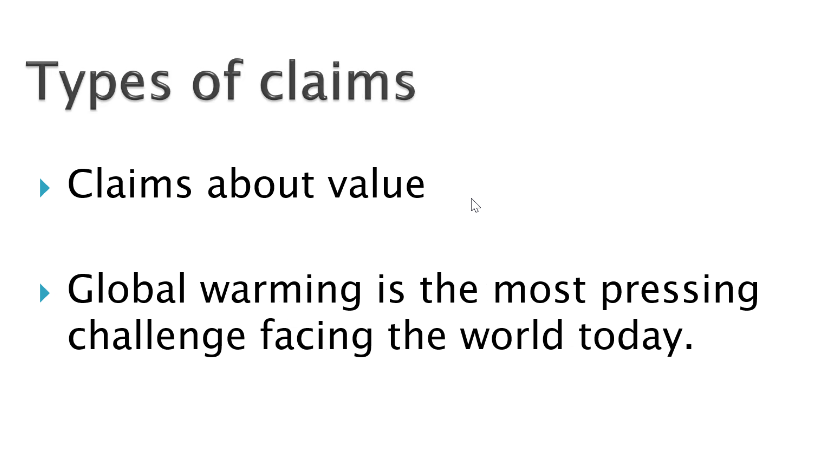 Types of claims
Claims about value
Global warming is the most pressing
challenge facing the world today.